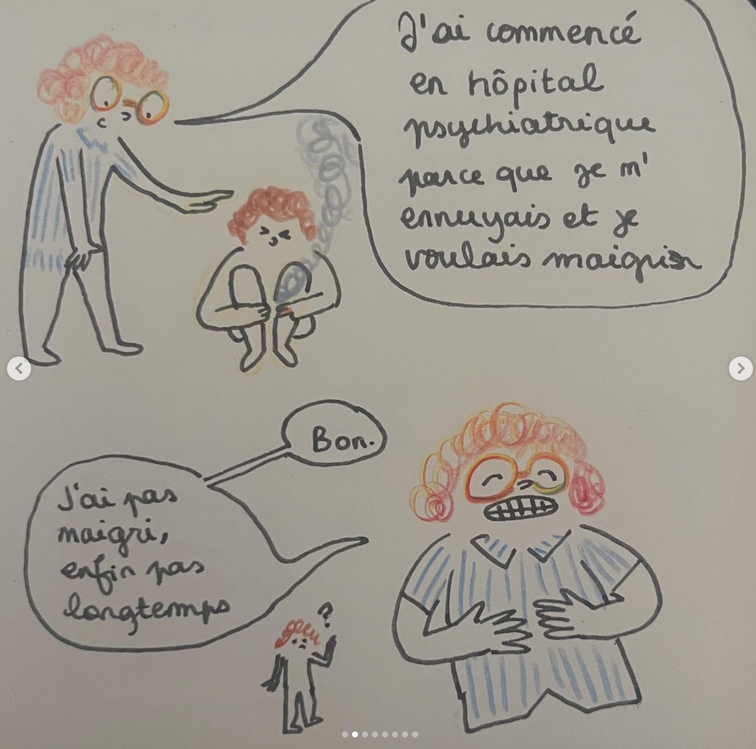 J'ai commencé
en hôpital
psychiatrique
parce que je m'
ennuyais et je
voulais maigrir
Bon.
J'ai pas
maigri,
enfin pas
longtemps
?